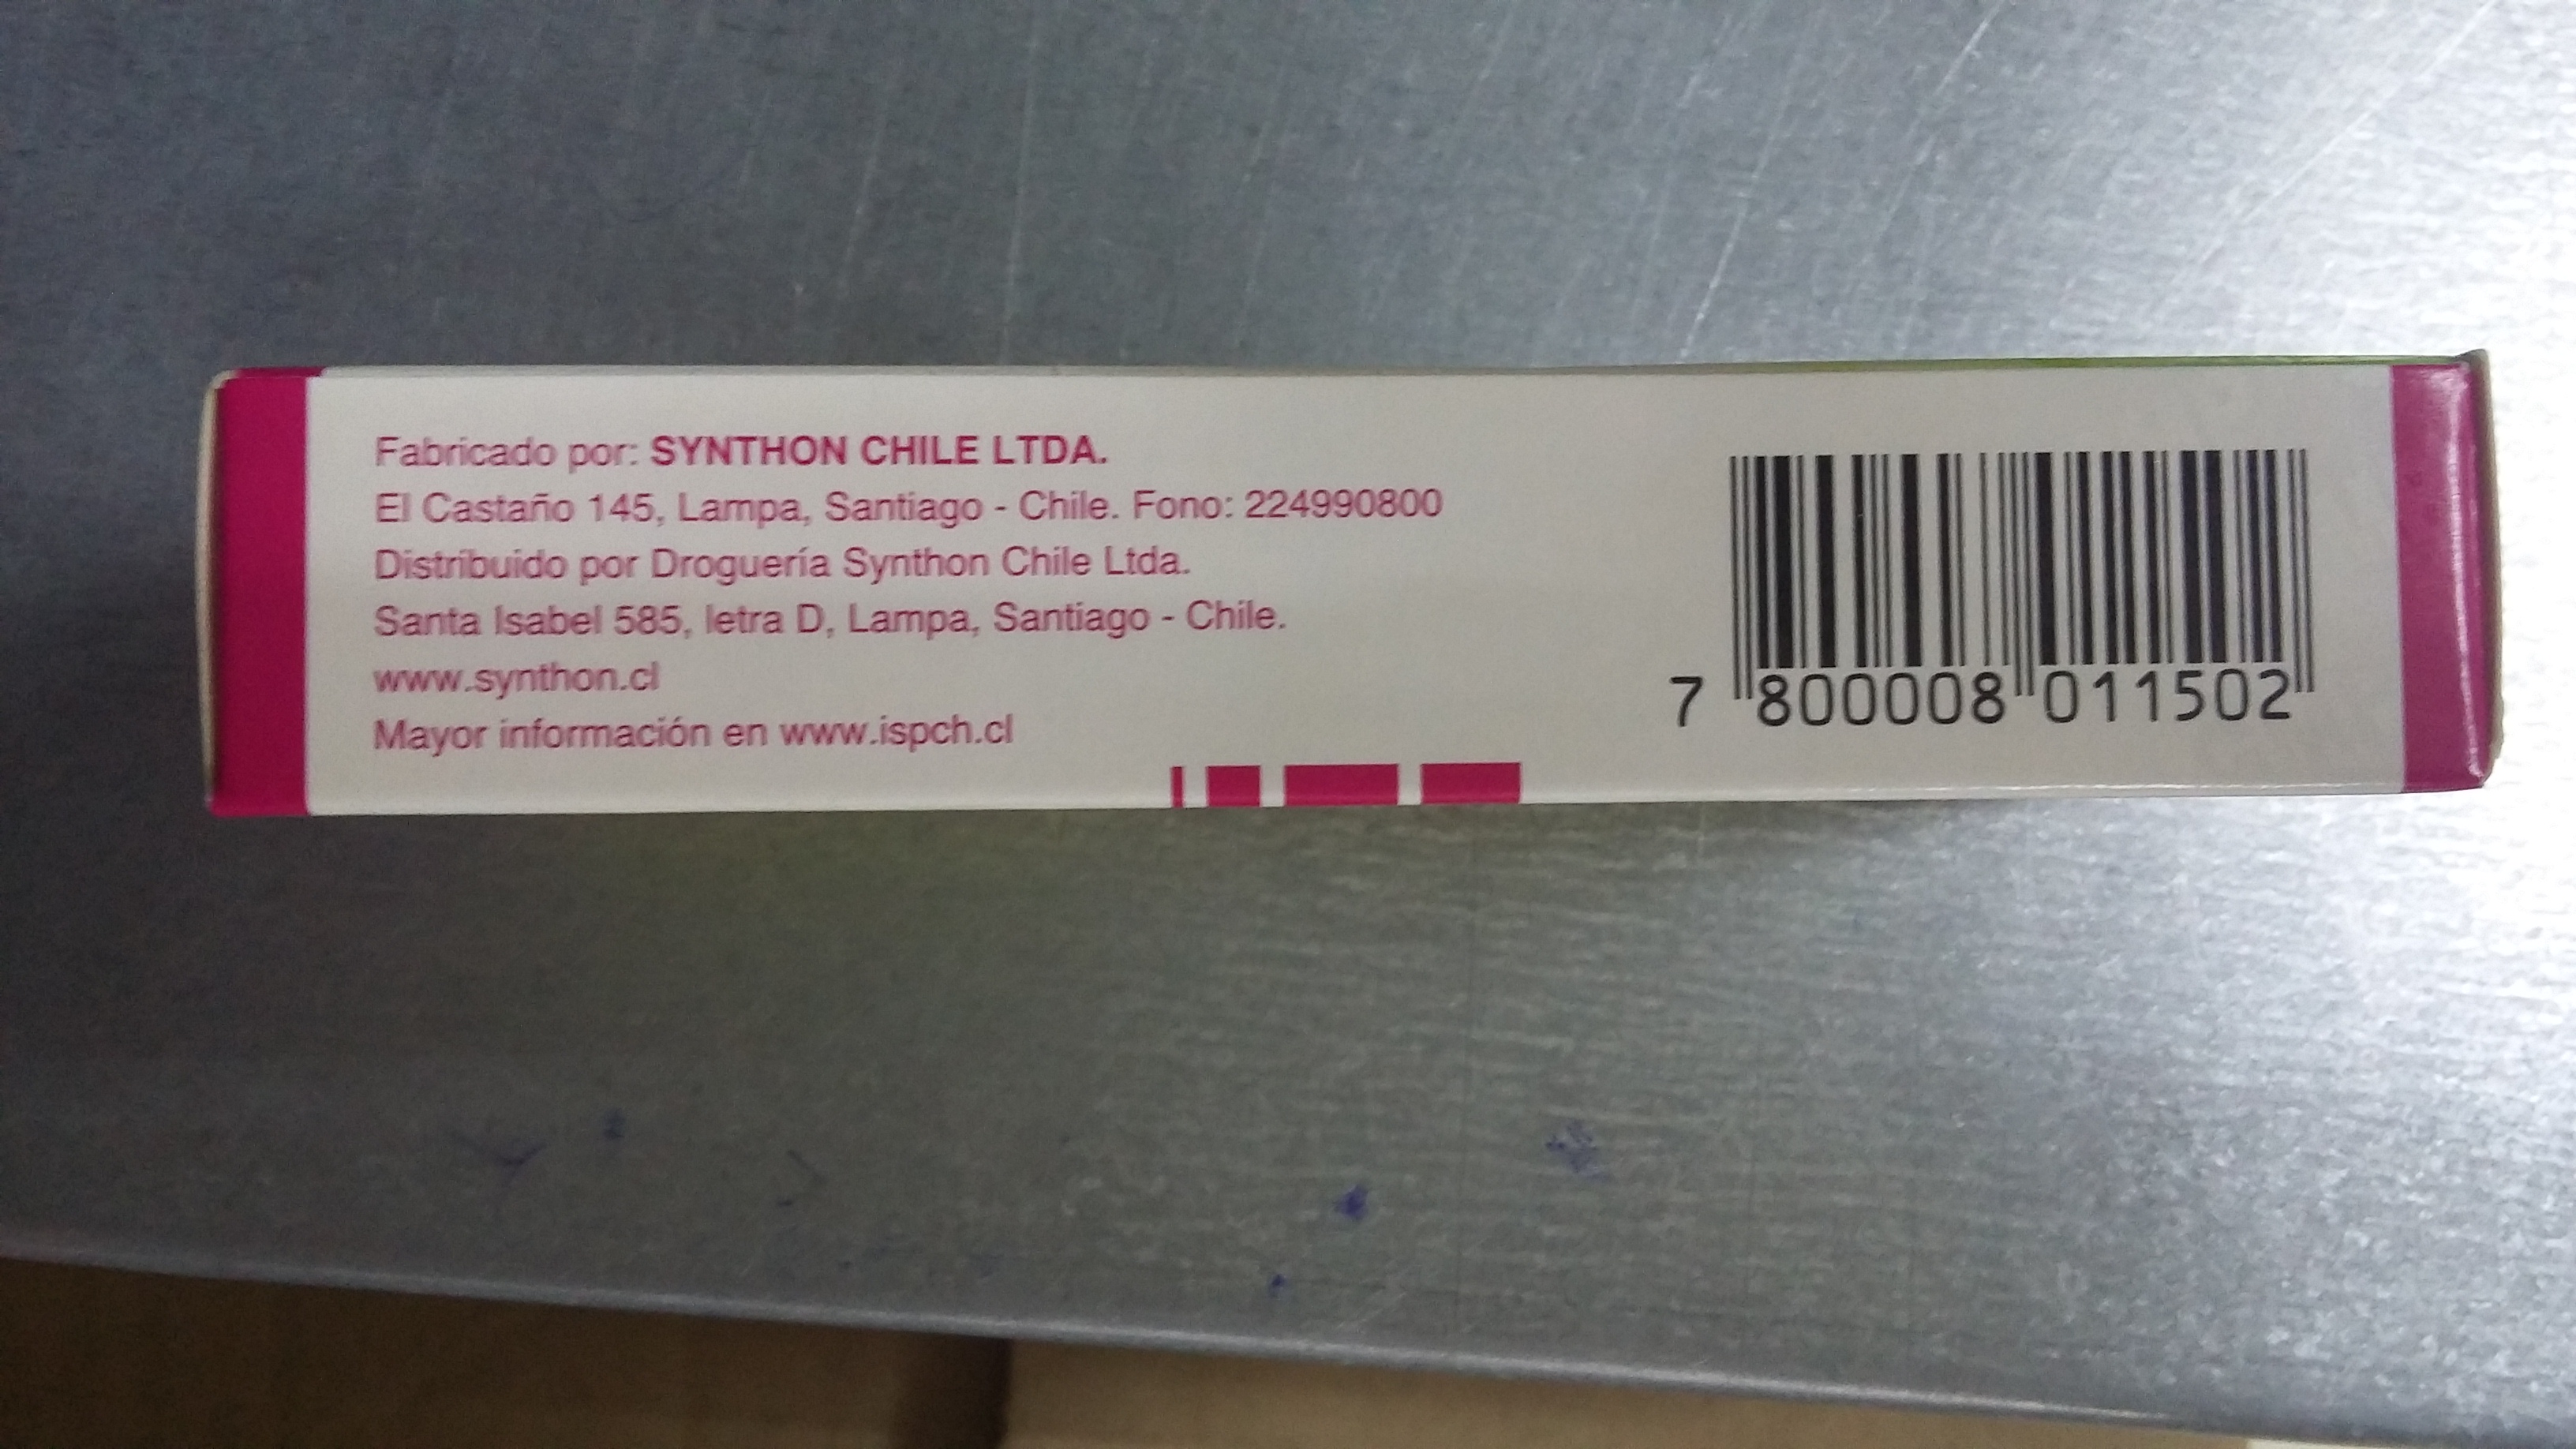 Fabricado por: SYNTHON CHILE LTDA.
El Castaño 145, Lampa, Santiago - Chile. Fono: 224990800
Distribuido por Droguería Synthon Chile Ltda.
Santa Isabel 585, letra D, Lampa, Santiago - Chile.
www.synthon.cl
Mayor información en www.ispch.cl
7 800008 011502